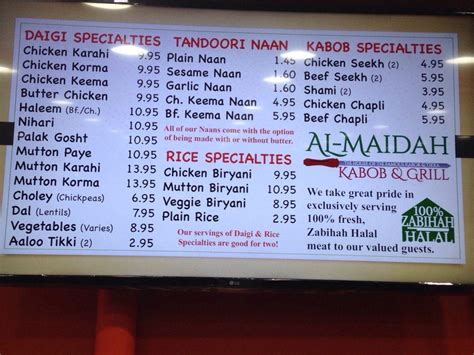 DAIGI SPECIALTIES
Chicken Karahi 9.95
Chicken Korma 9.95
Chicken Keema 9.95
Butter Chicken 9.95
Haleem (Bf./Ch.) 10.95
Nihari 10.95
Palak Gosht 10.95
Mutton Paye 10.95
Mutton Karahi 13.95
Mutton Korma 13.95
Choley (Chickpeas) 6.95
Dal (Lentils) 7.95
Vegetables (Varies) 8.95
Aaloo Tikki (2) 2.95
TANDOORI NAAN
Plain Naan 1.45
Sesame Naan 1.60
Garlic Naan 1.60
Ch. Keema Naan 4.95
Bf. Keema Naan 5.95
All of our Naans come with the option
of being made with or without butter.
RICE SPECIALTIES
Chicken Biryani 9.95
Mutton Biryani 10.95
Veggie Biryani 7.95
Plain Rice 2.95
Our servings of Daigi & Rice
Specialties are good for two!
KABOB SPECIALTIES
Chicken Seekh (2) 4.95
Beef Seekh (2) 5.95
Shami (2) 3.95
Chicken Chapli 4.95
Beef Chapli 5.95
AL-MAIDAH
KABOB & GRILL
We take great pride in
exclusively serving
100% fresh,
Zabihah Halal
meat to our valued guests.
100%
ZABIHAH
HALAL
LG